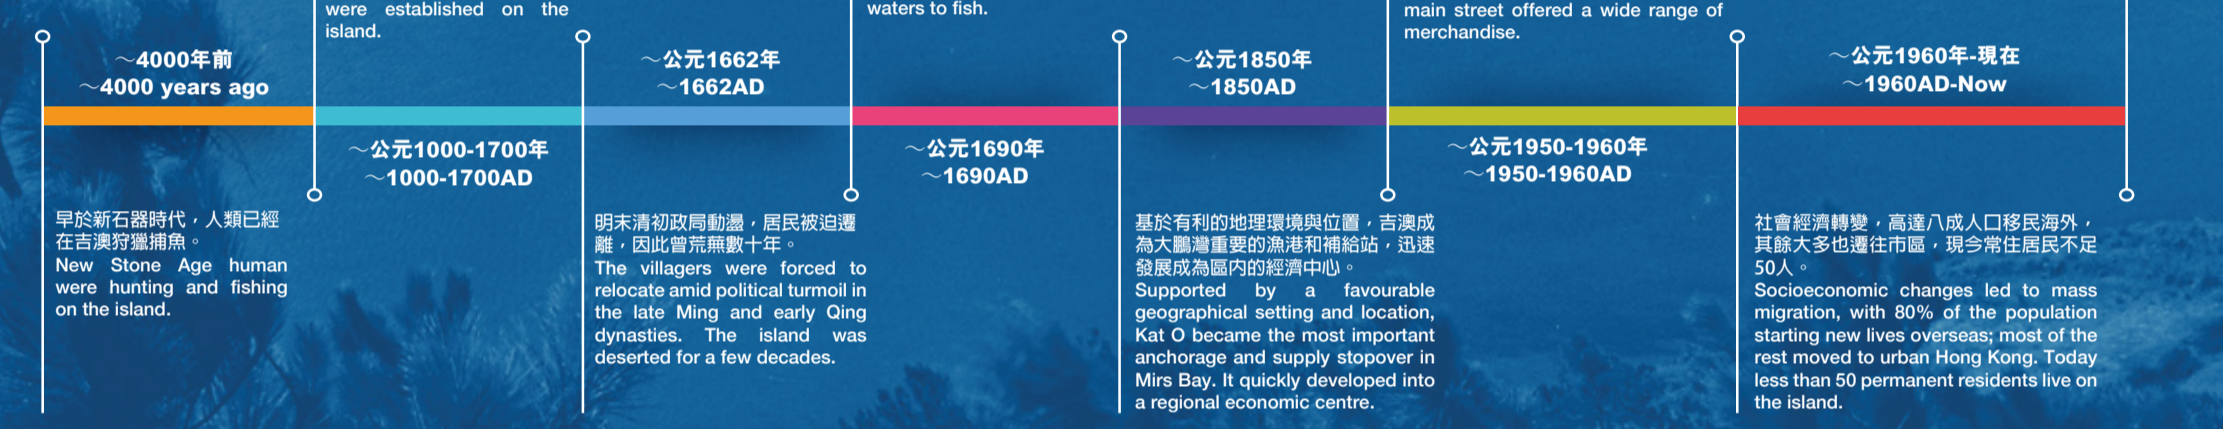 were established on the
island.
waters to fish.
main street offered a wide range of
merchandise.
～4000年前
～4000 years ago
～公元1000-1700年
～1000-1700AD
～公元1662年
～1662AD
～公元1690年
～1690AD
～公元1850年
～1850AD
～公元1950-1960年
～1950-1960AD
～公元1960年-現在
～1960AD-Now
早於新石器時代，人類已經
在吉澳狩獵捕魚。
New Stone Age human
were hunting and fishing
on the island.
明末清初政局動盪，居民被迫遷
離，因此曾荒蕪數十年。
The villagers were forced to
relocate amid political turmoil in
the late Ming and early Qing
dynasties. The island was
deserted for a few decades.
基於有利的地理環境與位置，吉澳成
為大鵬灣重要的漁港和補給站，迅速
發展成為區内的經濟中心。
Supported by a favourable
geographical setting and location,
Kat O became the most important
anchorage and supply stopover in
Mirs Bay. It quickly developed into
a regional economic centre.
社會經濟轉變，高達八成人口移民海外，
其餘大多也遷往市區，現今常住居民不足
50人。
Socioeconomic changes led to mass
migration, with 80% of the population
starting new lives overseas; most of the
rest moved to urban Hong Kong. Today
less than 50 permanent residents live on
the island.